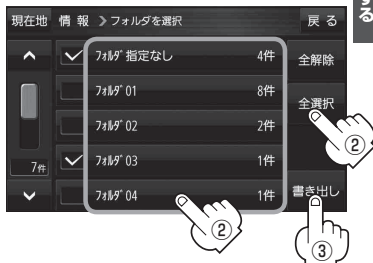 する
現在地 情 報 ＞フォルダを選択 戻 る
ﾌｫﾙﾀﾞ 指定なし 4件 全解除
ﾌｫﾙﾀﾞ 01 8件
全選択
ﾌｫﾙﾀﾞ 02 2件
②
7件 ﾌｫﾙﾀﾞ 03 1件
ﾌｫﾙﾀﾞ 04 1件 書き出し
②
③